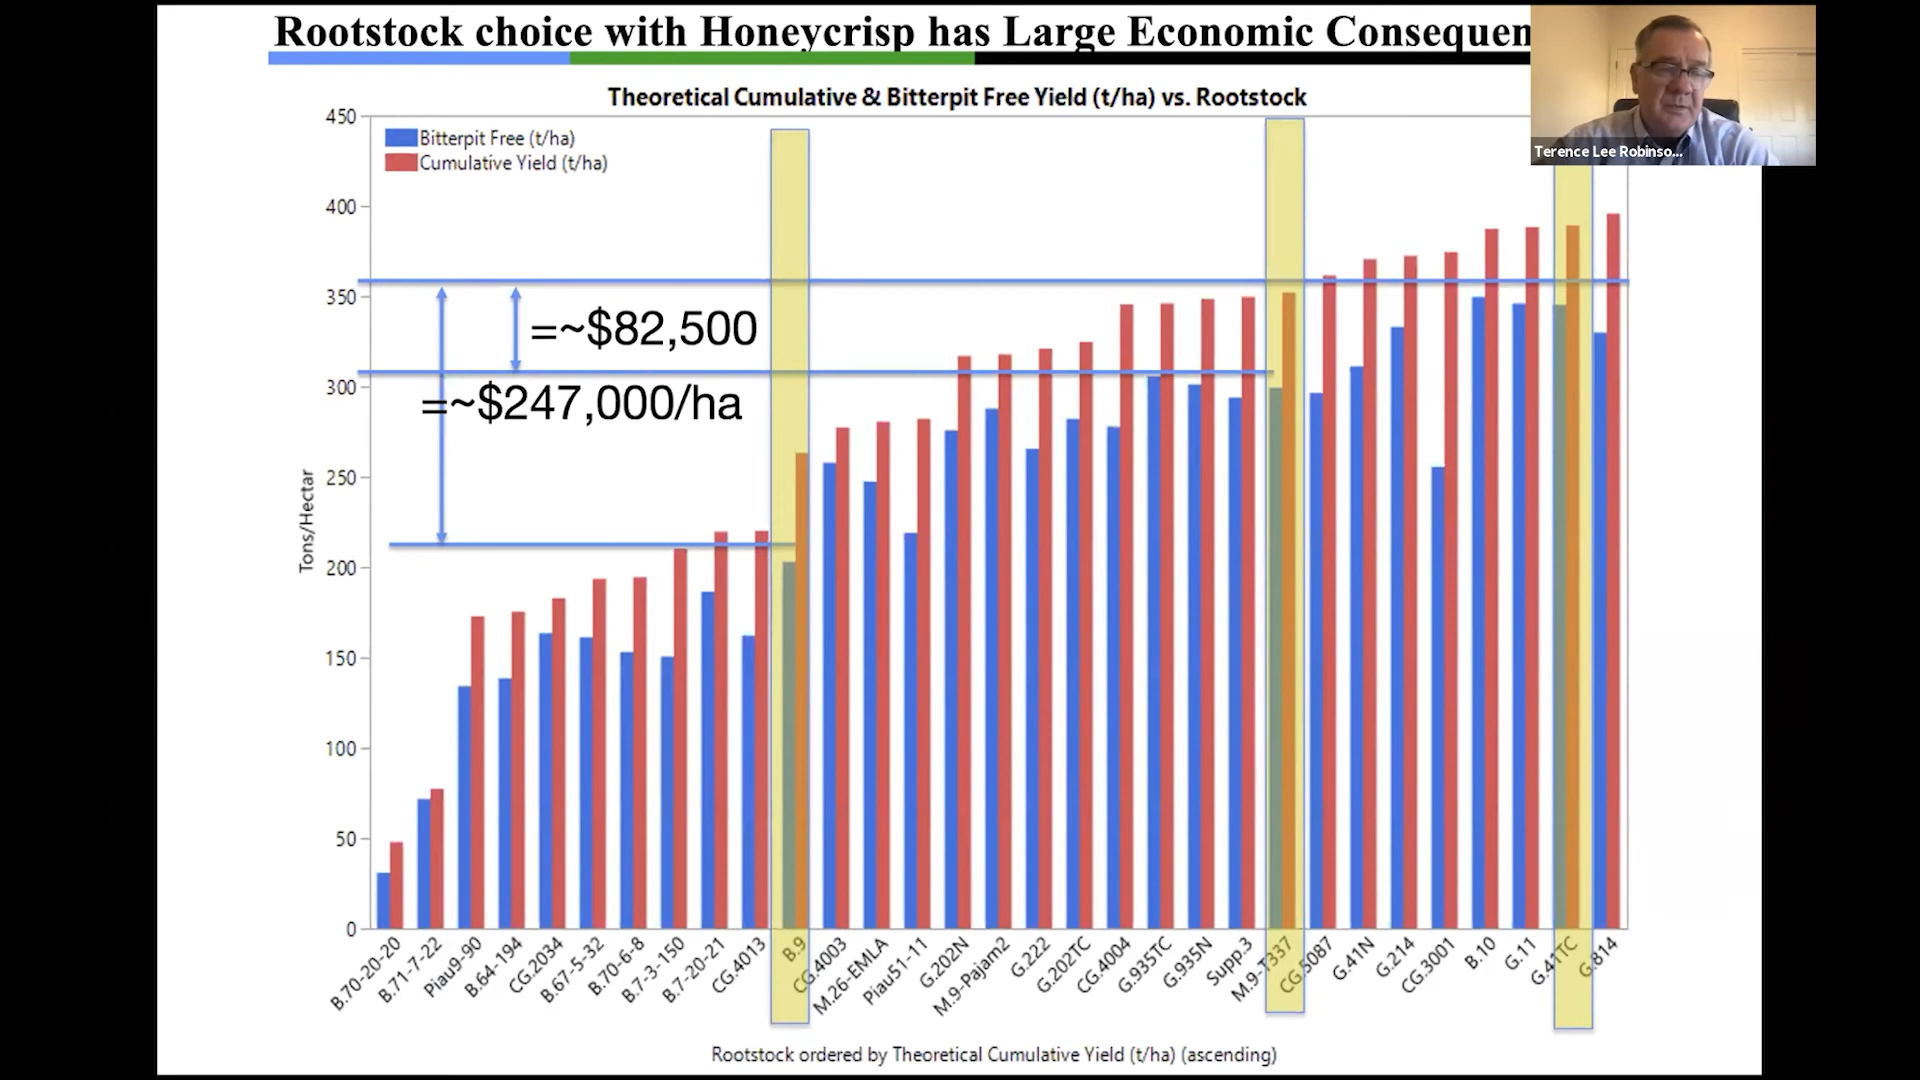 Rootstock choice with Honeycrisp has Large Economic Consequen
Terence Lee Robinso...
Theoretical Cumulative & Bitterpit Free Yield (t/ha) vs. Rootstock
Bitterpit Free (t/ha)
Cumulative Yield (t/ha)
450
400
350
300
250
200
150
100
50
0
Tons/Hectar
=~$82,500
=~$247,000/ha
B.70-20-20
B.71-7-22
Piau9-90
B.64-194
CG.2034
B.67-5-32
B.70-6-8
B.7-3-150
B.7-20-21
CG.4013
B.9
CG.4003
M.26-EMLA
Piau51-11
G.202N
M.9-Pajam2
G.222
G.202TC
CG.4004
G.935TC
G.935N
Supp.3
M.9-T337
CG.5087
G.41N
G.214
CG.3001
B.10
G.11
G.41TC
G.814
Rootstock ordered by Theoretical Cumulative Yield (t/ha) (ascending)